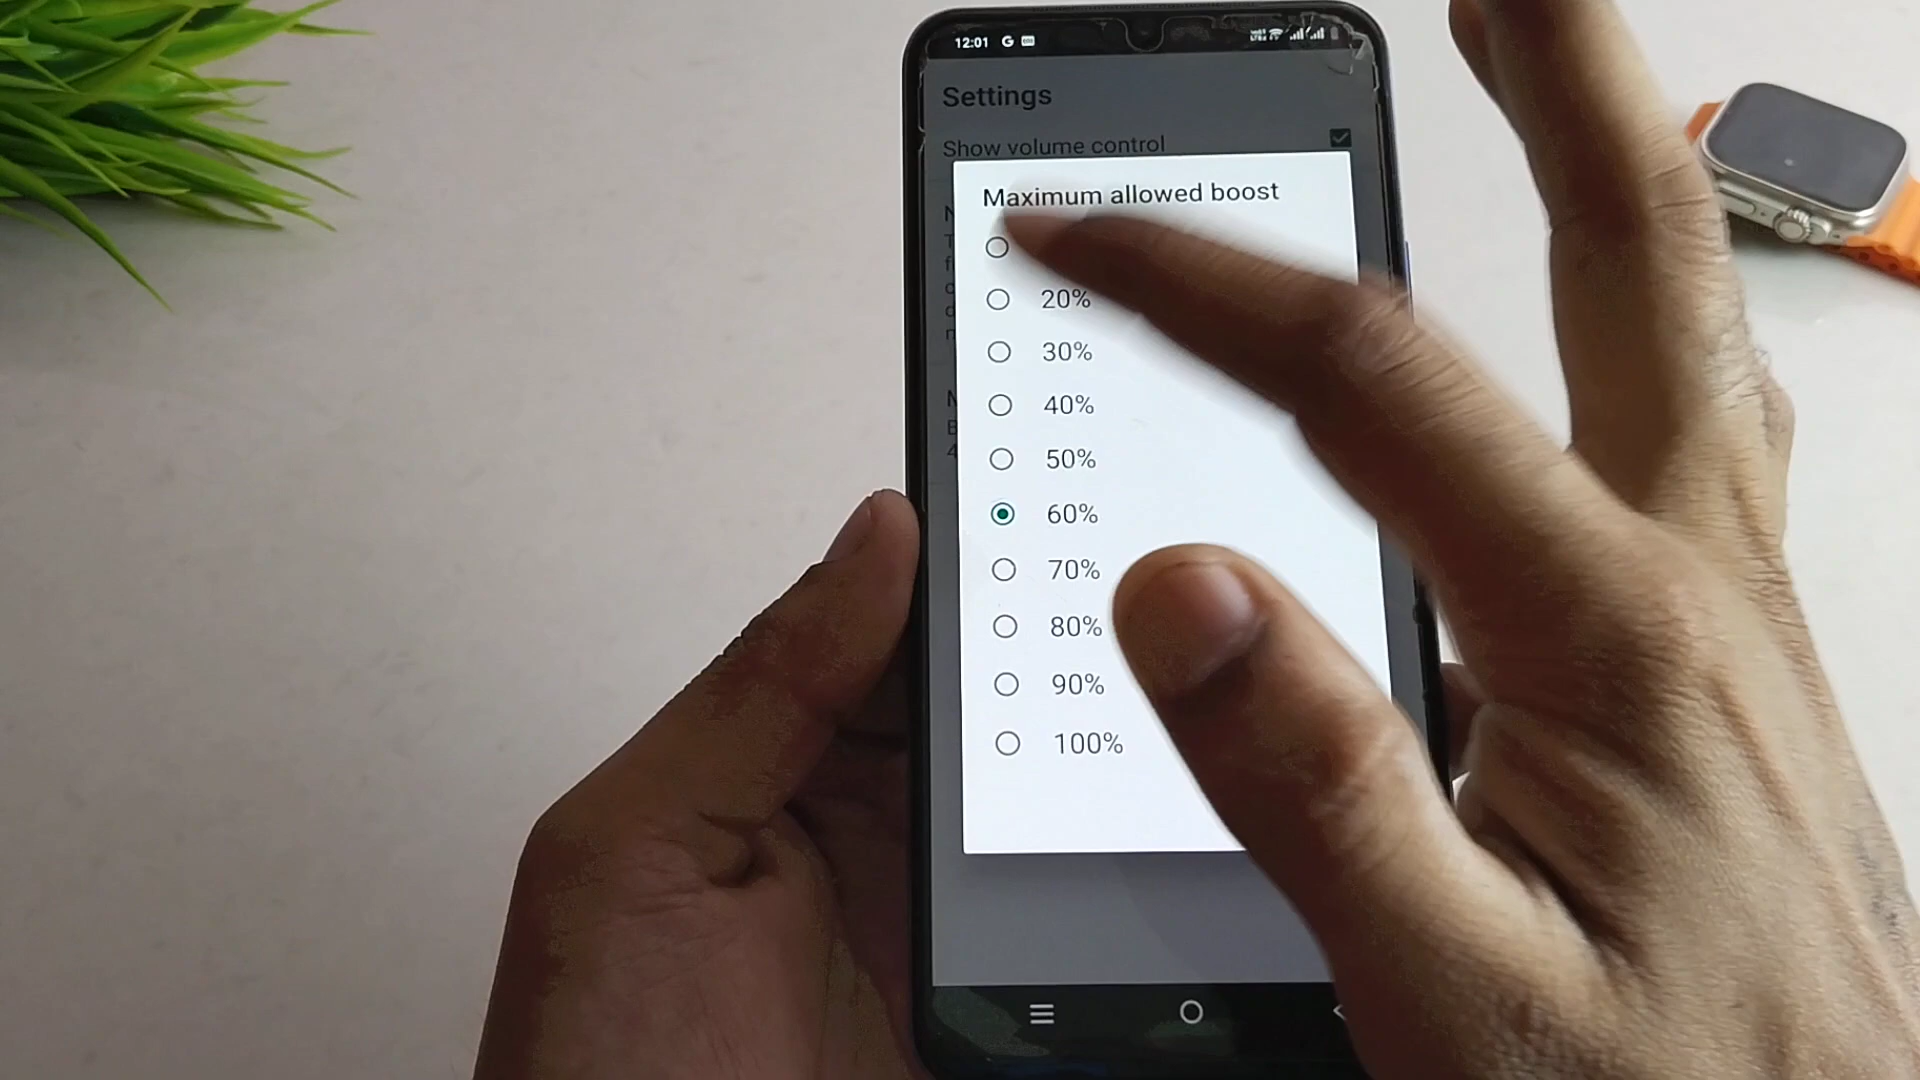 12:01 G
Settings
Show volume control
Maximum allowed boost
20%
30%
40%
50%
60%
70%
80%
90%
100%